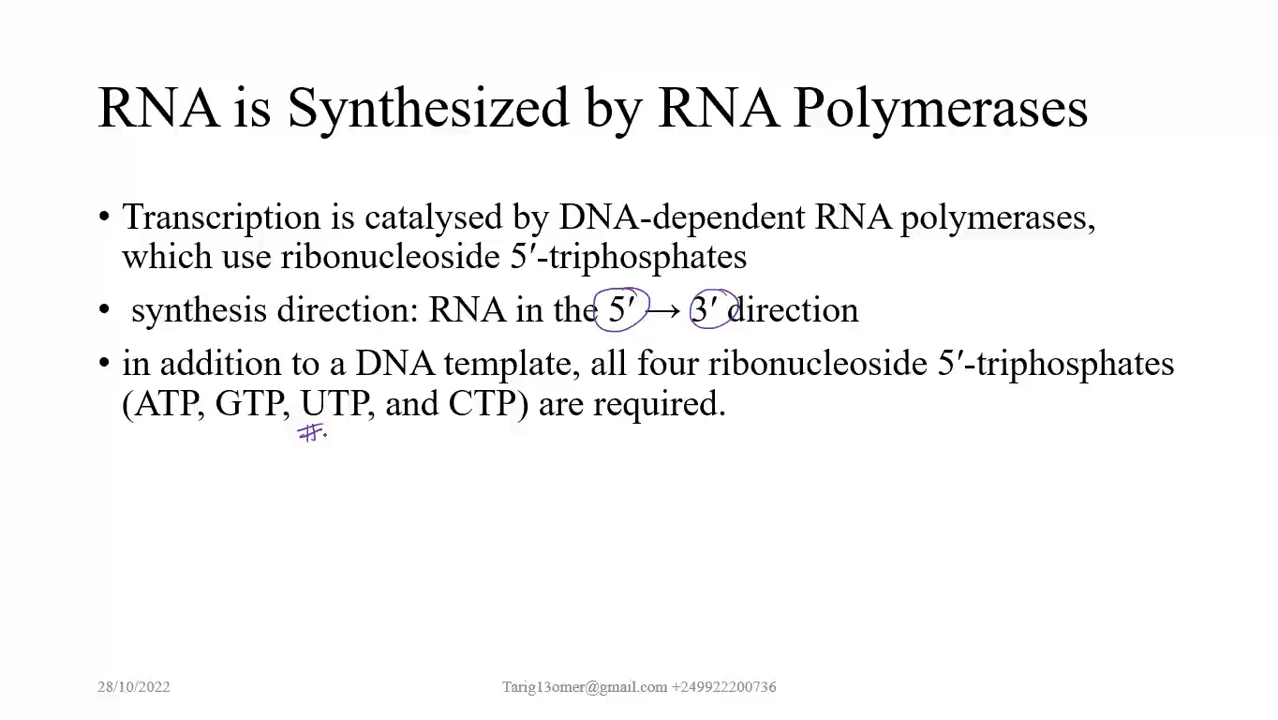 RNA is Synthesized by RNA Polymerases
• Transcription is catalysed by DNA-dependent RNA polymerases,
which use ribonucleoside 5′-triphosphates
• synthesis direction: RNA in the 5′ → 3′ direction
• in addition to a DNA template, all four ribonucleoside 5′-triphosphates
(ATP, GTP, UTP, and CTP) are required.
#.
28/10/2022
Tarig13omer@gmail.com +249922200736